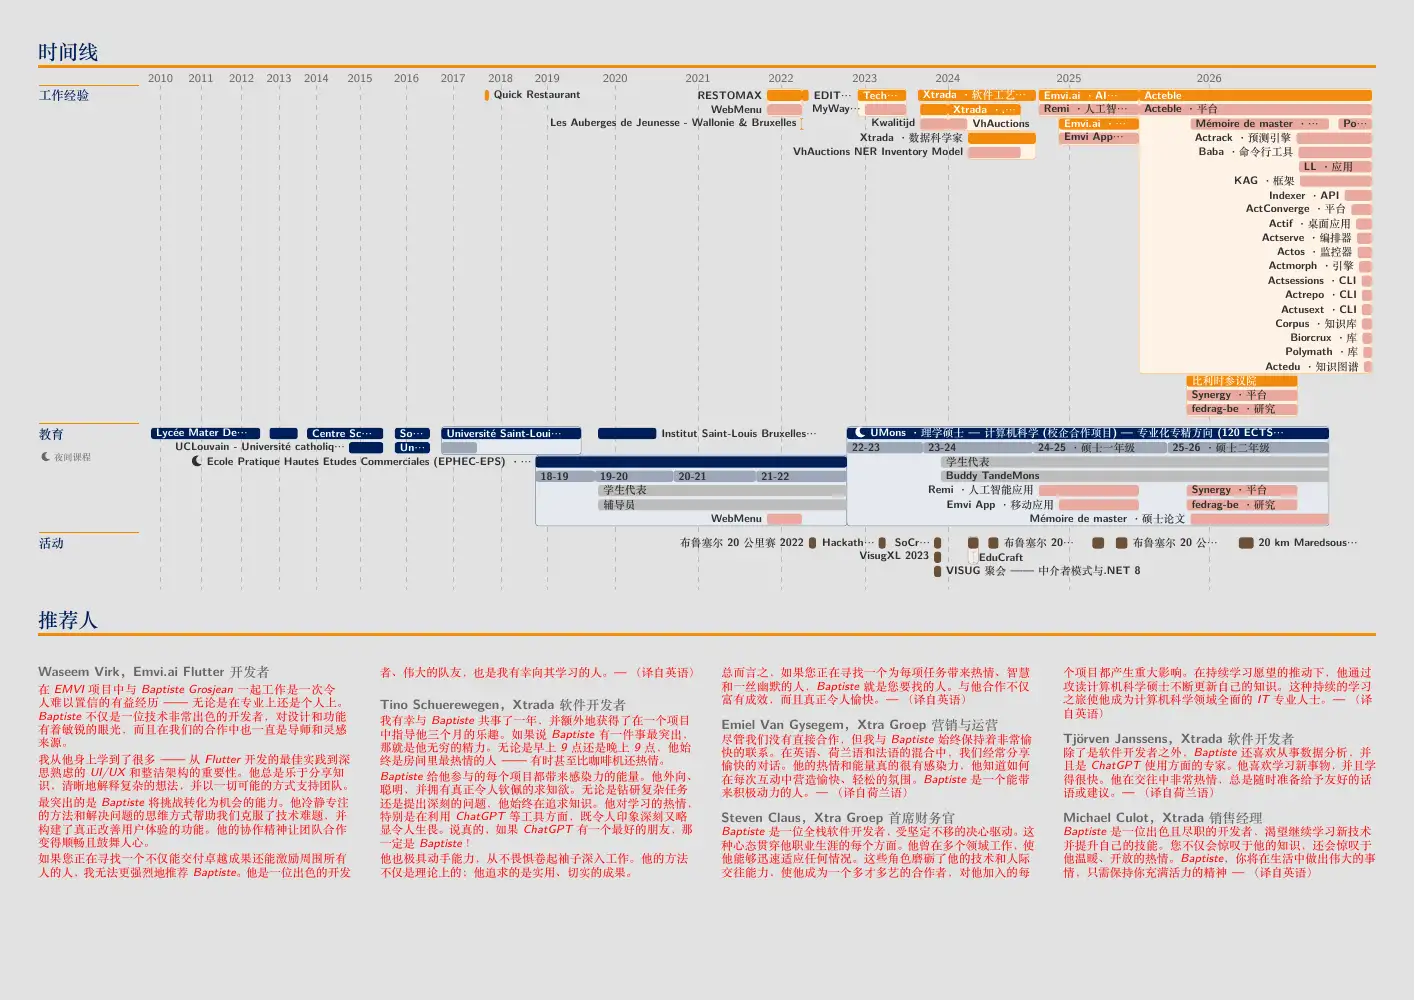 时间线
2010 2011 2012 2013 2014 2015 2016 2017 2018 2019 2020 2021 2022 2023 2024 2025 2026
工作经验
Quick Restaurant
RESTOMAX
EDIT…
Tech…
Xtrada · 软件工艺…
Emvi.ai · AI…
Acteble
WebMenu
MyWay…
Xtrada · …
Remi · 人工智…
Acteble · 平台
Les Auberges de Jeunesse - Wallonie & Bruxelles
Kwalitijd
VhAuctions
Emvi.ai · …
Mémoire de master · …
Po…
Xtrada · 数据科学家
Emvi App…
Actrack · 预测引擎
VhAuctions NER Inventory Model
Baba · 命令行工具
LL · 应用
KAG · 框架
Indexer · API
ActConverge · 平台
Actif · 桌面应用
Actserve · 编排器
Actos · 监控器
Actmorph · 引擎
Actsessions · CLI
Actrepo · CLI
Actusext · CLI
Corpus · 知识库
Biorcrux · 库
Polymath · 库
Actedu · 知识图谱
比利时参议院
Synergy · 平台
fedrag-be · 研究
教育
Lycée Mater De…
Centre Sc…
So…
Université Saint-Loui…
Institut Saint-Louis Bruxelles…
UMons · 理学硕士 — 计算机科学 (校企合作项目) — 专业化专精方向 (120 ECTS…
UCLouvain - Université catholiq…
Un…
22-23 23-24 24-25 · 硕士一年级 25-26 · 硕士二年级
夜间课程
Ecole Pratique Hautes Etudes Commerciales (EPHEC-EPS) · …
学生代表
18-19 19-20 20-21 21-22
Buddy TandeMons
学生代表
Remi · 人工智能应用
Synergy · 平台
辅导员
Emvi App · 移动应用
fedrag-be · 研究
WebMenu
Mémoire de master · 硕士论文
活动
布鲁塞尔 20 公里赛 2022
Hackath…
SoCr…
布鲁塞尔 20…
布鲁塞尔 20 公…
20 km Maredsous…
VisugXL 2023
EduCraft
VISUG 聚会 —— 中介者模式与.NET 8
推荐人
Waseem Virk，Emvi.ai Flutter 开发者
在 EMVI 项目中与 Baptiste Grosjean 一起工作是一次令
人难以置信的有益经历 —— 无论是在专业上还是个人上。
Baptiste 不仅是一位技术非常出色的开发者，对设计和功能
有着敏锐的眼光，而且在我们的合作中也一直是导师和灵感
来源。
我从他身上学到了很多 —— 从 Flutter 开发的最佳实践到深
思熟虑的 UI/UX 和整洁架构的重要性。他总是乐于分享知
识，清晰地解释复杂的想法，并以一切可能的方式支持团队。
最突出的是 Baptiste 将挑战转化为机会的能力。他冷静专注
的方法和解决问题的思维方式帮助我们克服了技术难题，并
构建了真正改善用户体验的功能。他的协作精神让团队合作
变得顺畅且鼓舞人心。
如果您正在寻找一个不仅能交付卓越成果还能激励周围所有
人的人，我无法更强烈地推荐 Baptiste。他是一位出色的开发
者、伟大的队友，也是我有幸向其学习的人。—（译自英语）
Tino Schuerewegen，Xtrada 软件开发者
我有幸与 Baptiste 共事了一年，并额外地获得了在一个项目
中指导他三个月的乐趣。如果说 Baptiste 有一件事最突出，
那就是他无穷的精力。无论是早上 9 点还是晚上 9 点，他始
终是房间里最热情的人 —— 有时甚至比咖啡机还热情。
Baptiste 给他参与的每个项目都带来感染力的能量。他外向、
聪明，并拥有真正令人钦佩的求知欲。无论是钻研复杂任务
还是提出深刻的问题，他始终在追求知识。他对学习的热情，
特别是在利用 ChatGPT 等工具方面，既令人印象深刻又略
显令人生畏。说真的，如果 ChatGPT 有一个最好的朋友，那
一定是 Baptiste！
他也极具动手能力，从不畏惧卷起袖子深入工作。他的方法
不仅是理论上的；他追求的是实用、切实的成果。
总而言之，如果您正在寻找一个为每项任务带来热情、智慧
和一丝幽默的人，Baptiste 就是您要找的人。与他合作不仅
富有成效，而且真正令人愉快。—（译自英语）
Emiel Van Gysegem，Xtra Groep 营销与运营
尽管我们没有直接合作，但我与 Baptiste 始终保持着非常愉
快的联系。在英语、荷兰语和法语的混合中，我们经常分享
愉快的对话。他的热情和能量真的很有感染力，他知道如何
在每次互动中营造愉快、轻松的氛围。Baptiste 是一个能带
来积极动力的人。—（译自荷兰语）
Steven Claus，Xtra Groep 首席财务官
Baptiste 是一位全栈软件开发者，受坚定不移的决心驱动。这
种心态贯穿他职业生涯的每个方面。他曾在多个领域工作，使
他能够迅速适应任何情况。这些角色磨砺了他的技术和人际
交往能力，使他成为一个多才多艺的合作者，对他加入的每
个项目都产生重大影响。在持续学习愿望的推动下，他通过
攻读计算机科学硕士不断更新自己的知识。这种持续的学习
之旅使他成为计算机科学领域全面的 IT 专业人士。—（译
自英语）
Tjörven Janssens，Xtrada 软件开发者
除了是软件开发者之外，Baptiste 还喜欢从事数据分析，并
且是 ChatGPT 使用方面的专家。他喜欢学习新事物，并且学
得很快。他在交往中非常热情，总是随时准备给予友好的话
语或建议。—（译自荷兰语）
Michael Culot，Xtrada 销售经理
Baptiste 是一位出色且尽职的开发者，渴望继续学习新技术
并提升自己的技能。您不仅会惊叹于他的知识，还会惊叹于
他温暖、开放的热情。Baptiste，你将在生活中做出伟大的事
情，只需保持你充满活力的精神 —（译自英语）